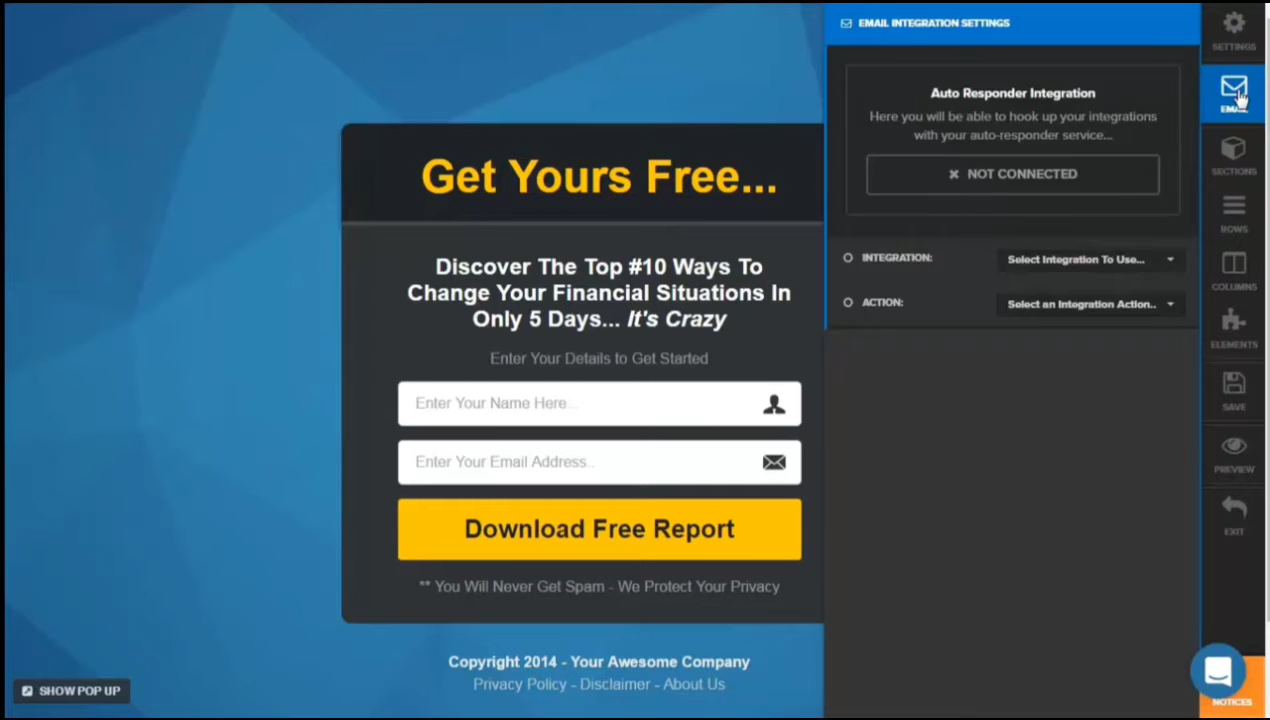 EMAIL INTEGRATION SETTINGS
SETTINGS
Auto Responder Integration
Here you will be able to hook up your integrations
with your auto-responder service...
NOT CONNECTED
INTEGRATION:
Select Integration To Use...
ACTION:
Select an Integration Action..
SECTIONS
ROWS
COLUMNS
ELEMENTS
SAVE
PREVIEW
EXIT
NOTICES
Get Yours Free...
Discover The Top #10 Ways To
Change Your Financial Situations In
Only 5 Days... It's Crazy
Enter Your Details to Get Started
Enter Your Name Here...
Enter Your Email Address..
Download Free Report
** You Will Never Get Spam - We Protect Your Privacy
Copyright 2014 - Your Awesome Company
Privacy Policy - Disclaimer - About Us
SHOW POP UP